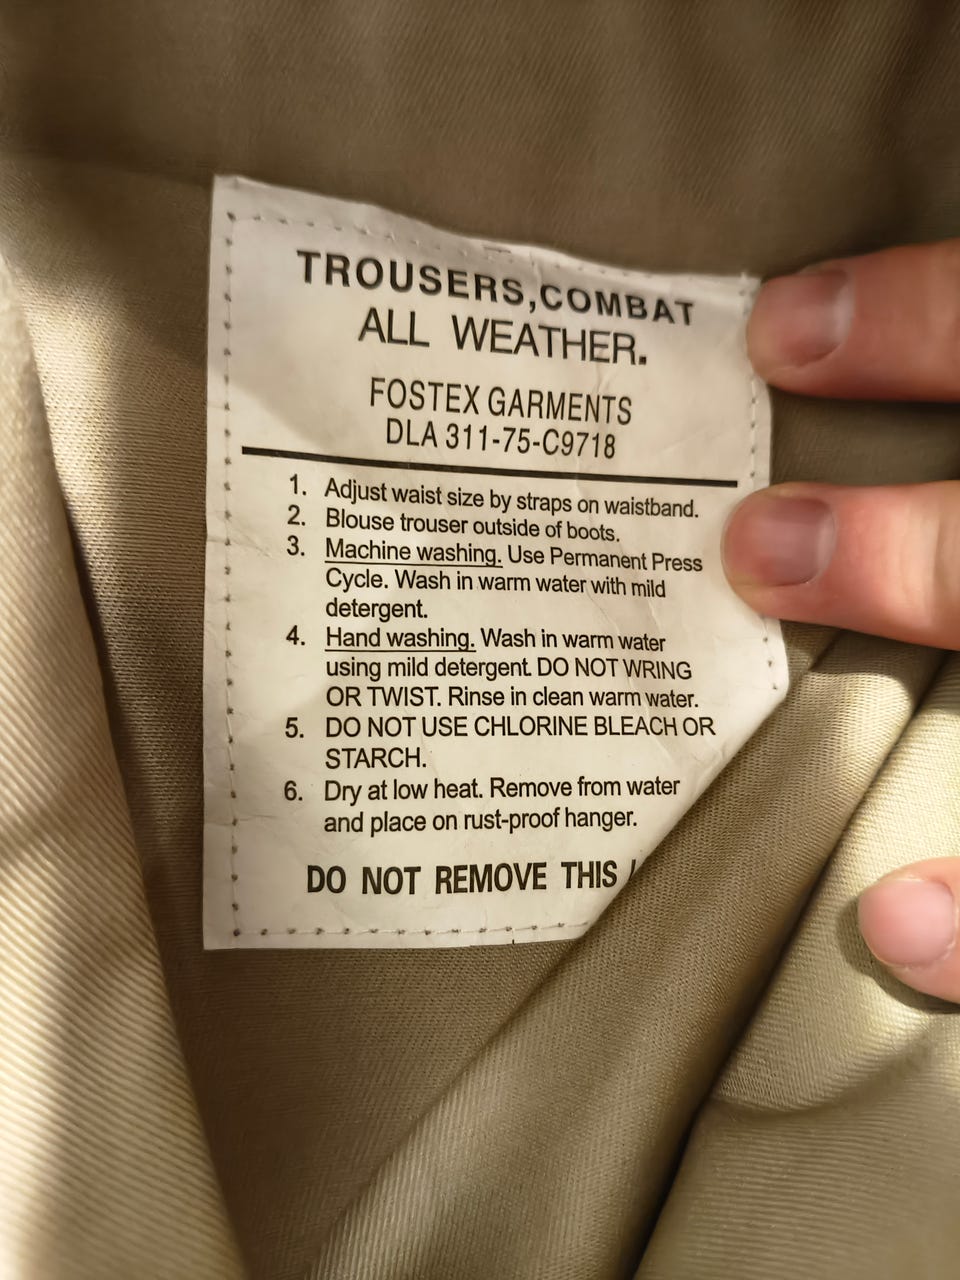 TROUSERS,COMBAT
ALL WEATHER.
FOSTEX GARMENTS
DLA 311-75-C9718
1. Adjust waist size by straps on waistband.
2. Blouse trouser outside of boots.
3. Machine washing. Use Permanent Press
Cycle. Wash in warm water with mild
detergent.
4. Hand washing. Wash in warm water
using mild detergent. DO NOT WRING
OR TWIST. Rinse in clean warm water.
5. DO NOT USE CHLORINE BLEACH OR
STARCH.
6. Dry at low heat. Remove from water
and place on rust-proof hanger.
DO NOT REMOVE THIS